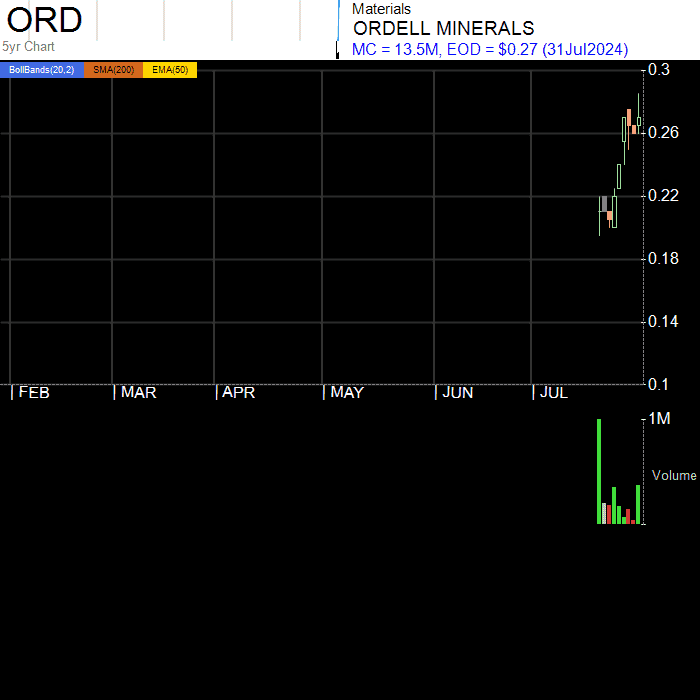 ORD
5yr Chart
Materials
ORDELL MINERALS
MC = 13.5M, EOD = $0.27 (31Jul2024)
BollBands(20,2) SMA(200) EMA(50)
0.3
0.26
0.22
0.18
0.14
0.1
| FEB | MAR | APR | MAY | JUN | JUL
1M
Volume